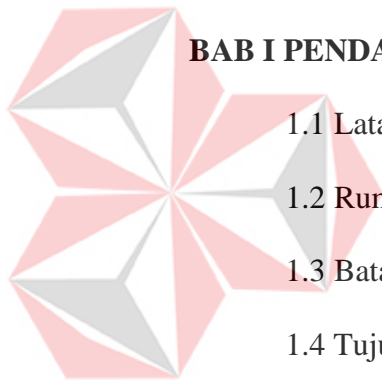 BAB I PENDA
1.1 Lata
1.2 Rum
1.3 Bata
1.4 Tuju